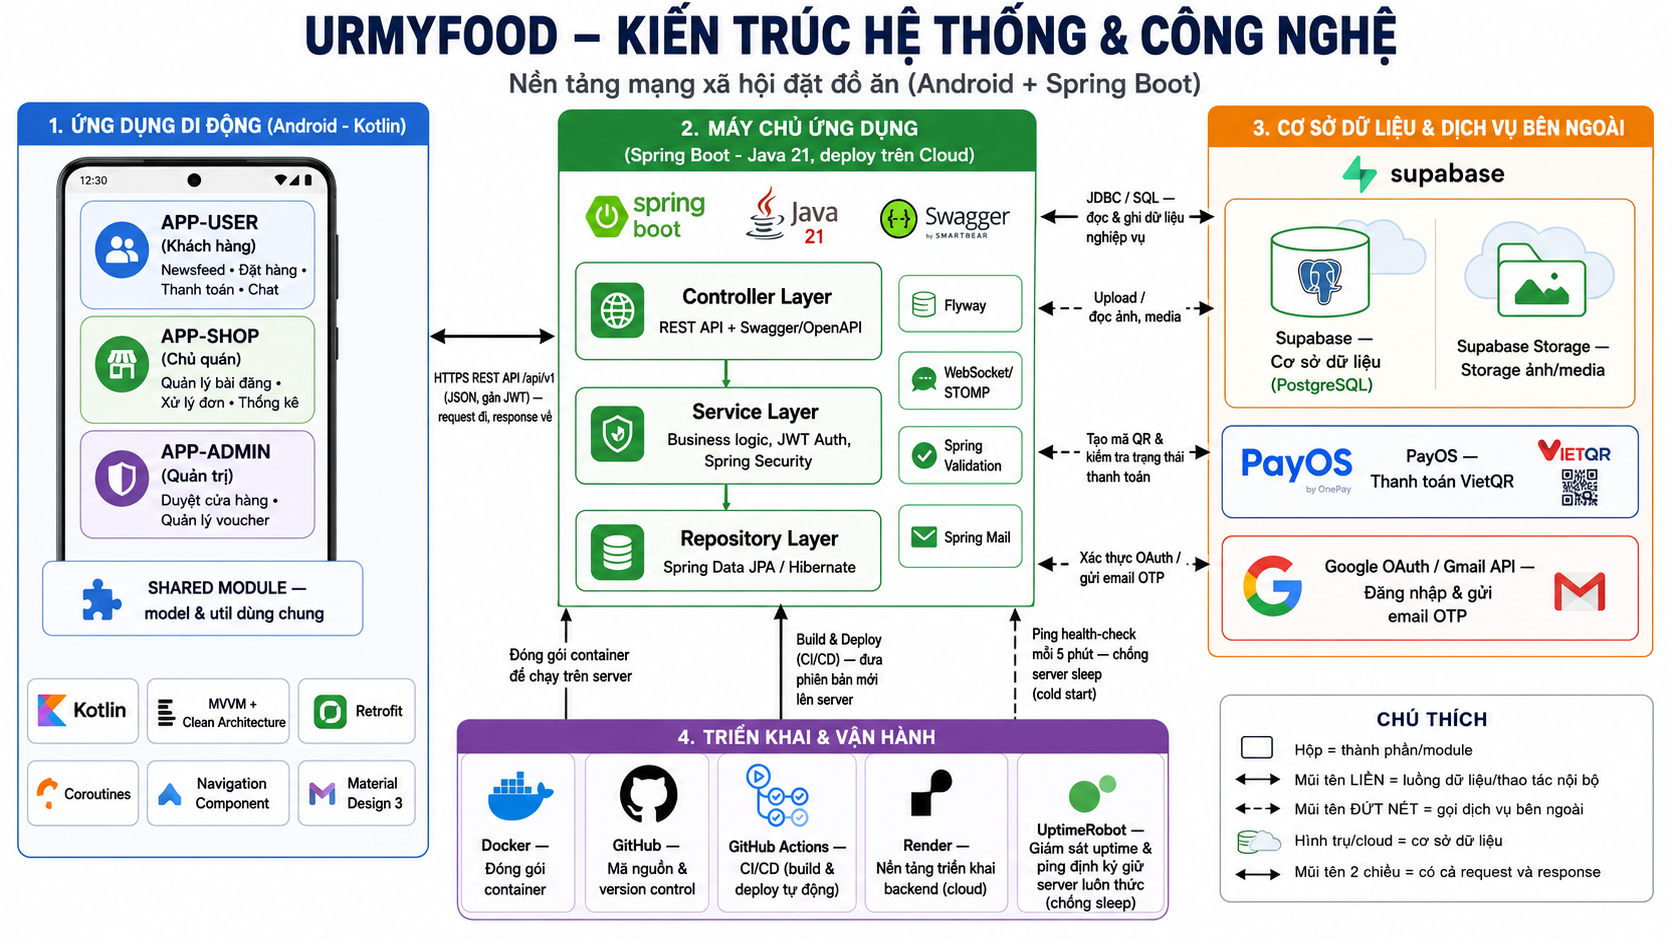 URMYFOOD – KIẾN TRÚC HỆ THỐNG & CÔNG NGHỆ
Nền tảng mạng xã hội đặt đồ ăn (Android + Spring Boot)
1. ỨNG DỤNG DI ĐỘNG (Android - Kotlin)
12:30
APP-USER
(Khách hàng)
Newsfeed • Đặt hàng •
Thanh toán • Chat
APP-SHOP
(Chủ quán)
Quản lý bài đăng •
Xử lý đơn • Thống kê
APP-ADMIN
(Quản trị)
Duyệt cửa hàng •
Quản lý voucher
SHARED MODULE —
model & util dùng chung
Kotlin
MVVM +
Clean Architecture
Retrofit
Coroutines
Navigation
Component
Material
Design 3
HTTPS REST API /api/v1
(JSON, gắn JWT) —
request đi, response về
2. MÁY CHỦ ỨNG DỤNG
(Spring Boot - Java 21, deploy trên Cloud)
spring
boot
Java
21
Swagger
by SMARTBEAR
Controller Layer
REST API + Swagger/OpenAPI
Service Layer
Business logic, JWT Auth,
Spring Security
Repository Layer
Spring Data JPA / Hibernate
Flyway
WebSocket/
STOMP
Spring
Validation
Spring Mail
JDBC / SQL —
đọc & ghi dữ liệu
nghiệp vụ
Upload /
đọc ảnh, media
Tạo mã QR &
kiểm tra trạng thái
thanh toán
Xác thực OAuth /
gửi email OTP
3. CƠ SỞ DỮ LIỆU & DỊCH VỤ BÊN NGOÀI
supabase
Supabase —
Cơ sở dữ liệu
(PostgreSQL)
Supabase Storage —
Storage ảnh/media
PayOS
by OnePay
PayOS —
Thanh toán VietQR
VIETQR
Google OAuth / Gmail API —
Đăng nhập & gửi
email OTP
Đóng gói container
để chạy trên server
Build & Deploy
(CI/CD) — đưa
phiên bản mới
lên server
Ping health-check
mỗi 5 phút — chống
server sleep
(cold start)
4. TRIỂN KHAI & VẬN HÀNH
Docker —
Đóng gói
container
GitHub —
Mã nguồn &
version control
GitHub Actions —
CI/CD (build &
deploy tự động)
Render —
Nền tảng triển khai
backend (cloud)
UptimeRobot —
Giám sát uptime &
ping định kỳ giữ
server luôn thức
(chống sleep)
CHÚ THÍCH
Hộp = thành phần/module
Mũi tên LIỀN = luồng dữ liệu/thao tác nội bộ
Mũi tên ĐỨT NÉT = gọi dịch vụ bên ngoài
Hình trụ/cloud = cơ sở dữ liệu
Mũi tên 2 chiều = có cả request và response